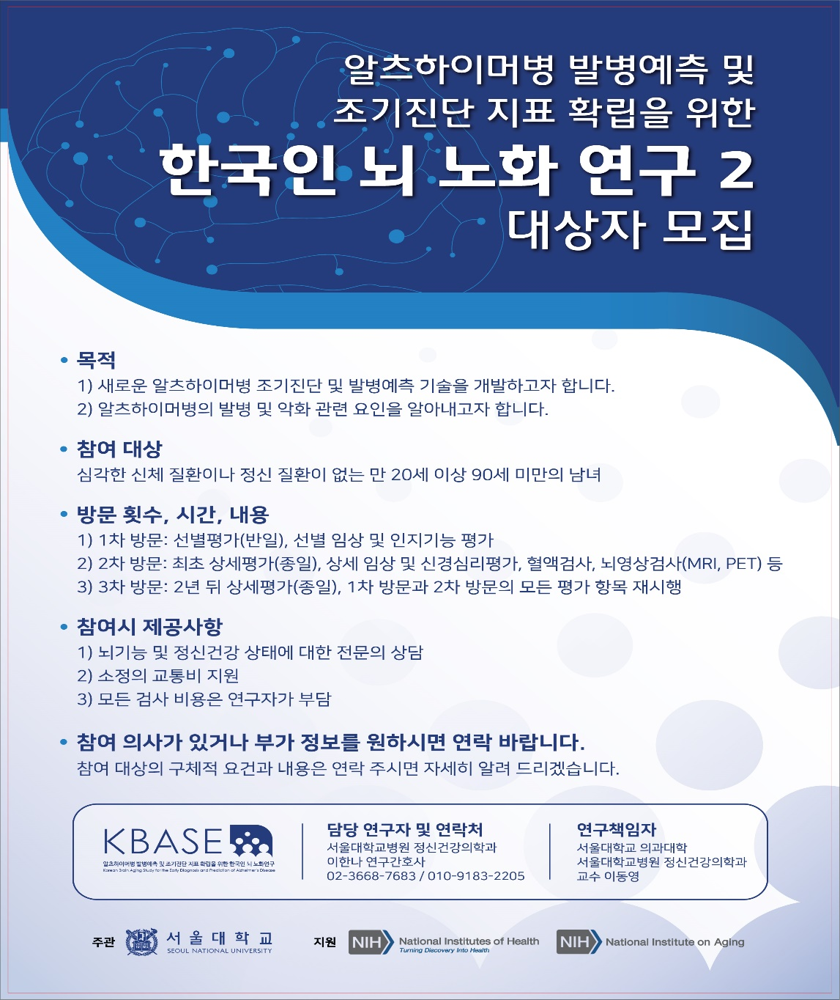 알츠하이머병 발병예측 및
조기진단 지표 확립을 위한
한국인 뇌 노화 연구 2
대상자 모집
• 목적
1) 새로운 알츠하이머병 조기진단 및 발병예측 기술을 개발하고자 합니다.
2) 알츠하이머병의 발병 및 악화 관련 요인을 알아내고자 합니다.
• 참여 대상
심각한 신체 질환이나 정신 질환이 없는 만 20세 이상 90세 미만의 남녀
• 방문 횟수, 시간, 내용
1) 1차 방문: 선별평가(반일), 선별 임상 및 인지기능 평가
2) 2차 방문: 최초 상세평가(종일), 상세 임상 및 신경심리평가, 혈액검사, 뇌영상검사(MRI, PET) 등
3) 3차 방문: 2년 뒤 상세평가(종일), 1차 방문과 2차 방문의 모든 평가 항목 재시행
• 참여시 제공사항
1) 뇌기능 및 정신건강 상태에 대한 전문의 상담
2) 소정의 교통비 지원
3) 모든 검사 비용은 연구자가 부담
• 참여 의사가 있거나 부가 정보를 원하시면 연락 바랍니다.
참여 대상의 구체적 요건과 내용은 연락 주시면 자세히 알려 드리겠습니다.
KBASE
알츠하이머병 발병예측 및 조기진단 지표 확립을 위한 한국인 뇌 노화연구
Korean Brain Aging Study for the Early Diagnosis and Prediction of Alzheimer's Disease
담당 연구자 및 연락처
서울대학교병원 정신건강의학과
이한나 연구간호사
02-3668-7683 / 010-9183-2205
연구책임자
서울대학교 의과대학
서울대학교병원 정신건강의학과
교수 이동영
주관
서울대학교
SEOUL NATIONAL UNIVERSITY
지원
NIH National Institutes of Health
Turning Discovery Into Health
NIH National Institute on Aging